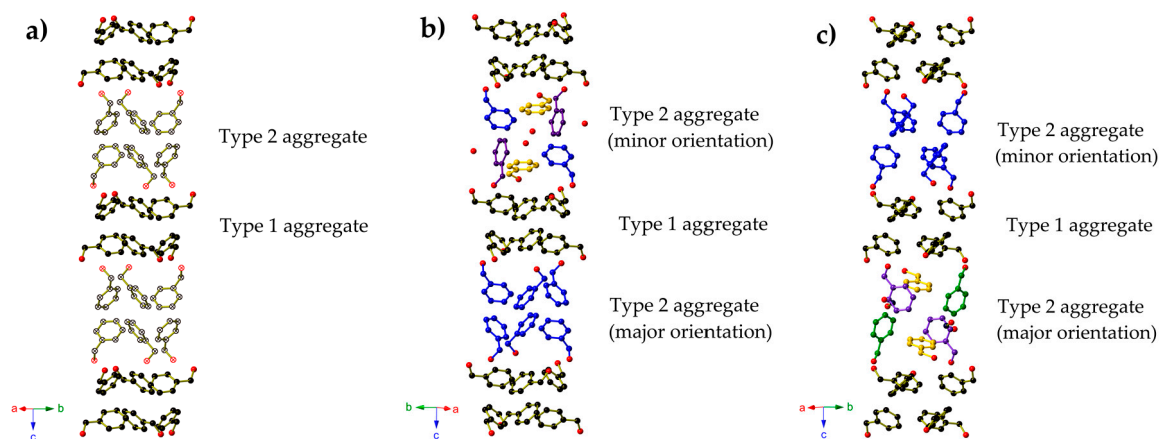 a)
Type 2 aggregate
Type 1 aggregate
a
b
c
b)
Type 2 aggregate
(minor orientation)
Type 1 aggregate
Type 2 aggregate
(major orientation)
b
a
c
c)
Type 2 aggregate
(minor orientation)
Type 1 aggregate
Type 2 aggregate
(major orientation)
a
b
c